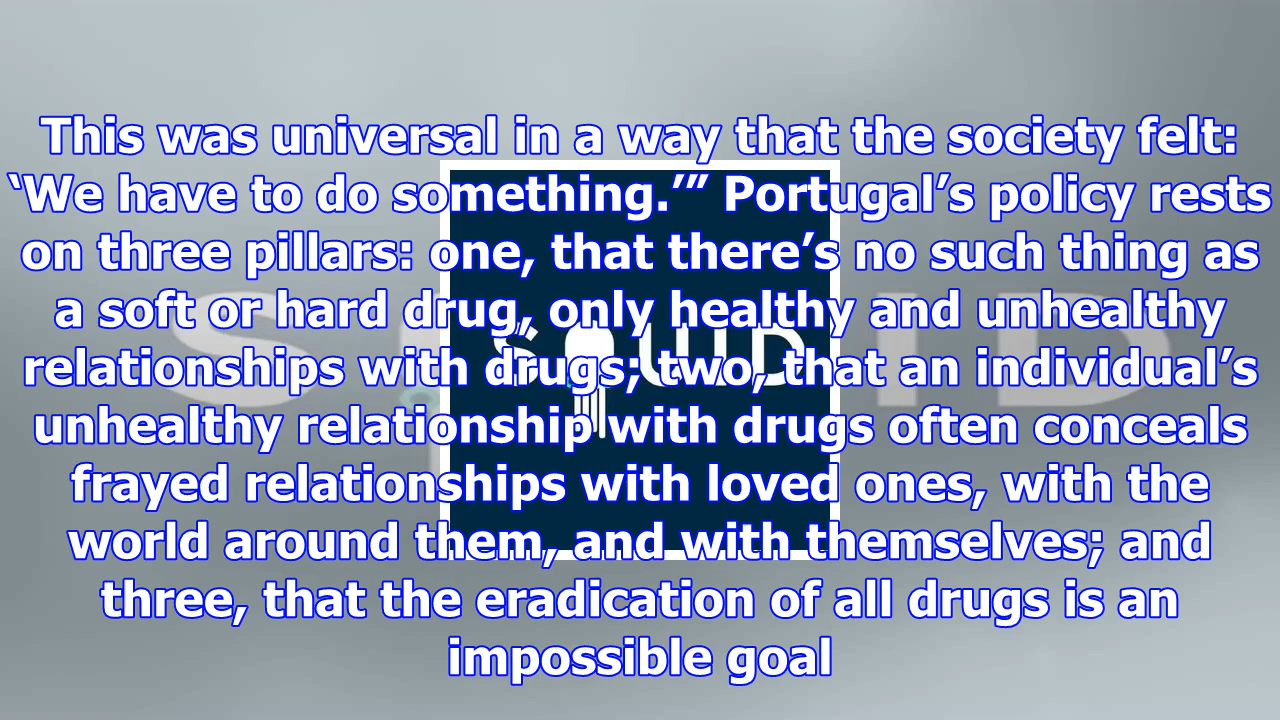 This was universal in a way that the society felt:
‘We have to do something.’” Portugal’s policy rests
on three pillars: one, that there’s no such thing as
a soft or hard drug, only healthy and unhealthy
relationships with drugs; two, that an individual’s
unhealthy relationship with drugs often conceals
frayed relationships with loved ones, with the
world around them, and with themselves; and
three, that the eradication of all drugs is an
impossible goal
SQUID